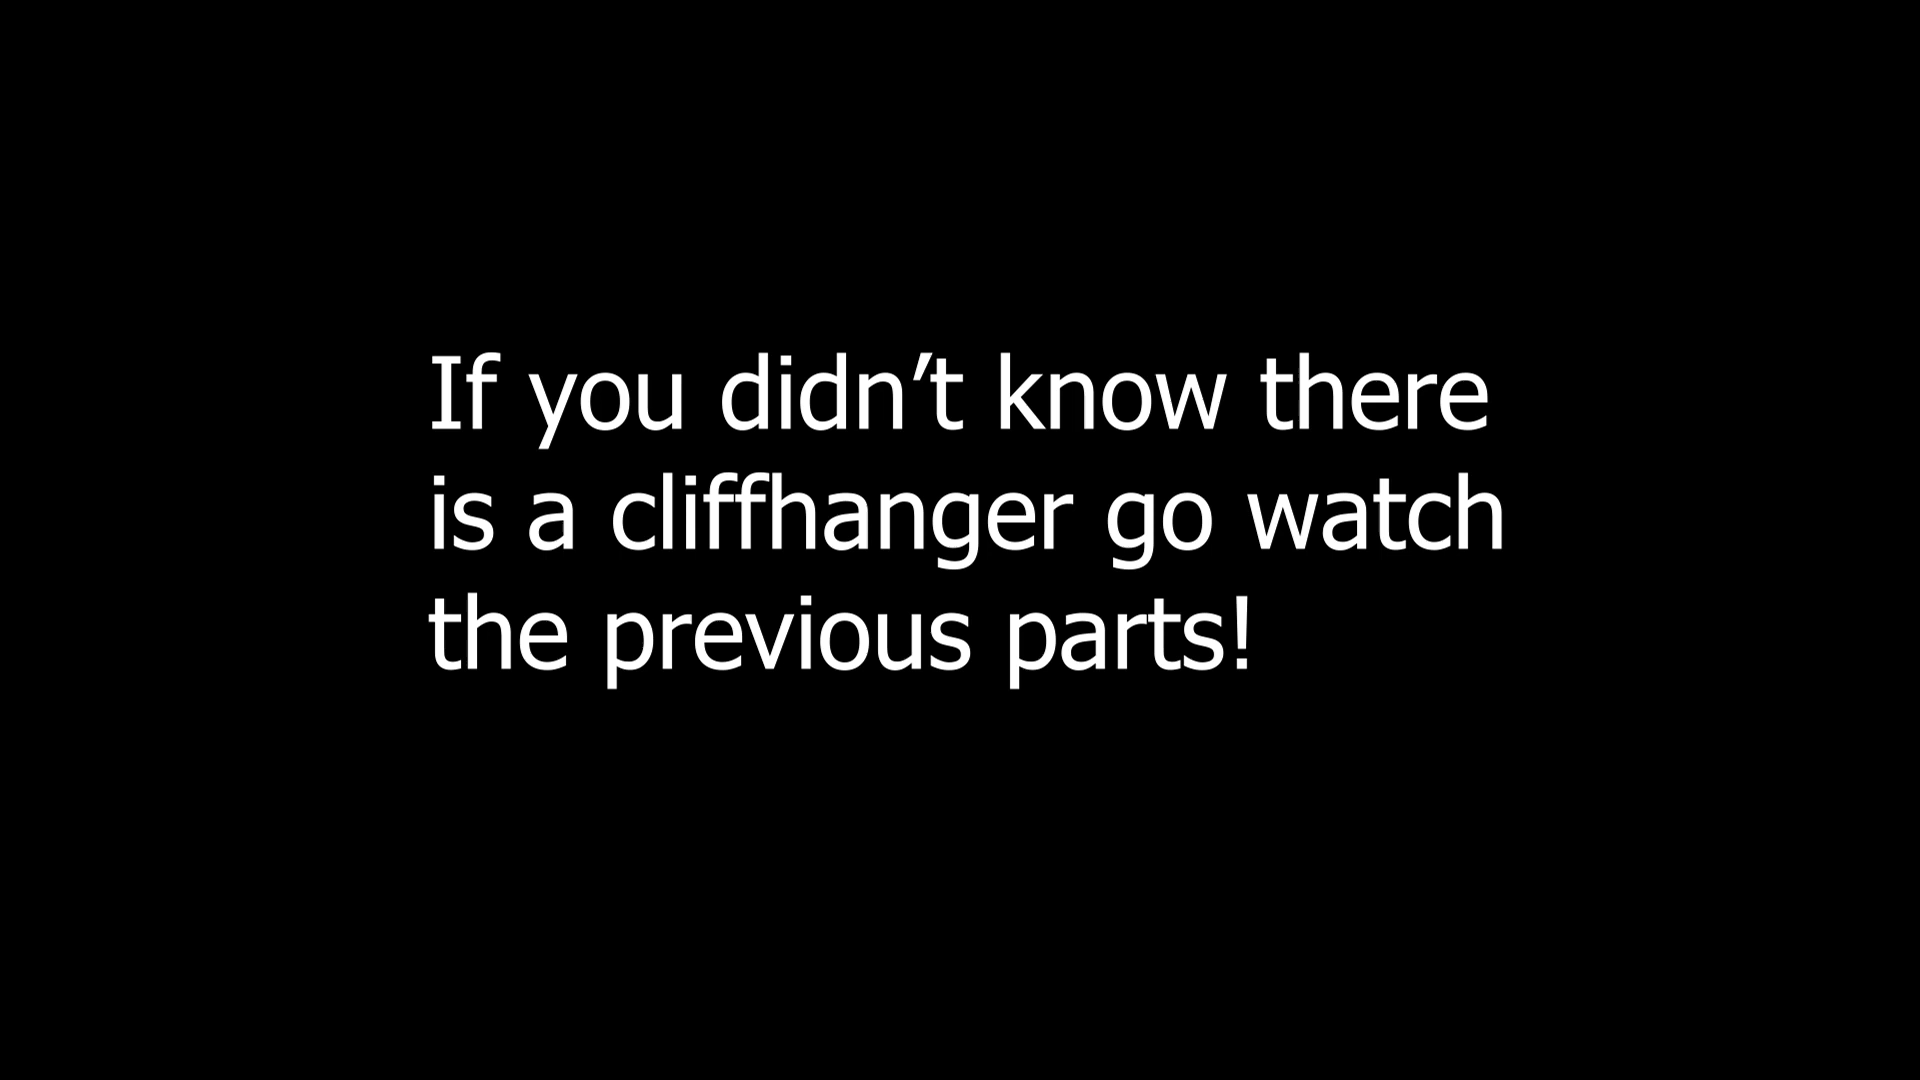 If you didn’t know there
is a cliffhanger go watch
the previous parts!